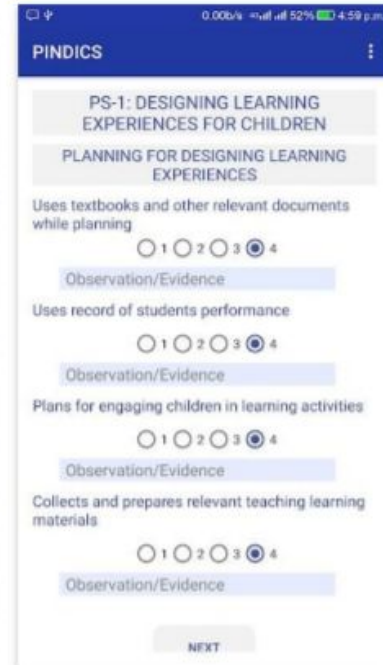 0.00b/s 52% 4:59 p.m.
PINDICS
PS-1: DESIGNING LEARNING
EXPERIENCES FOR CHILDREN
PLANNING FOR DESIGNING LEARNING
EXPERIENCES
Uses textbooks and other relevant documents
while planning
1 2 3 4
Observation/Evidence
Uses record of students performance
1 2 3 4
Observation/Evidence
Plans for engaging children in learning activities
1 2 3 4
Observation/Evidence
Collects and prepares relevant teaching learning
materials
1 2 3 4
Observation/Evidence
NEXT